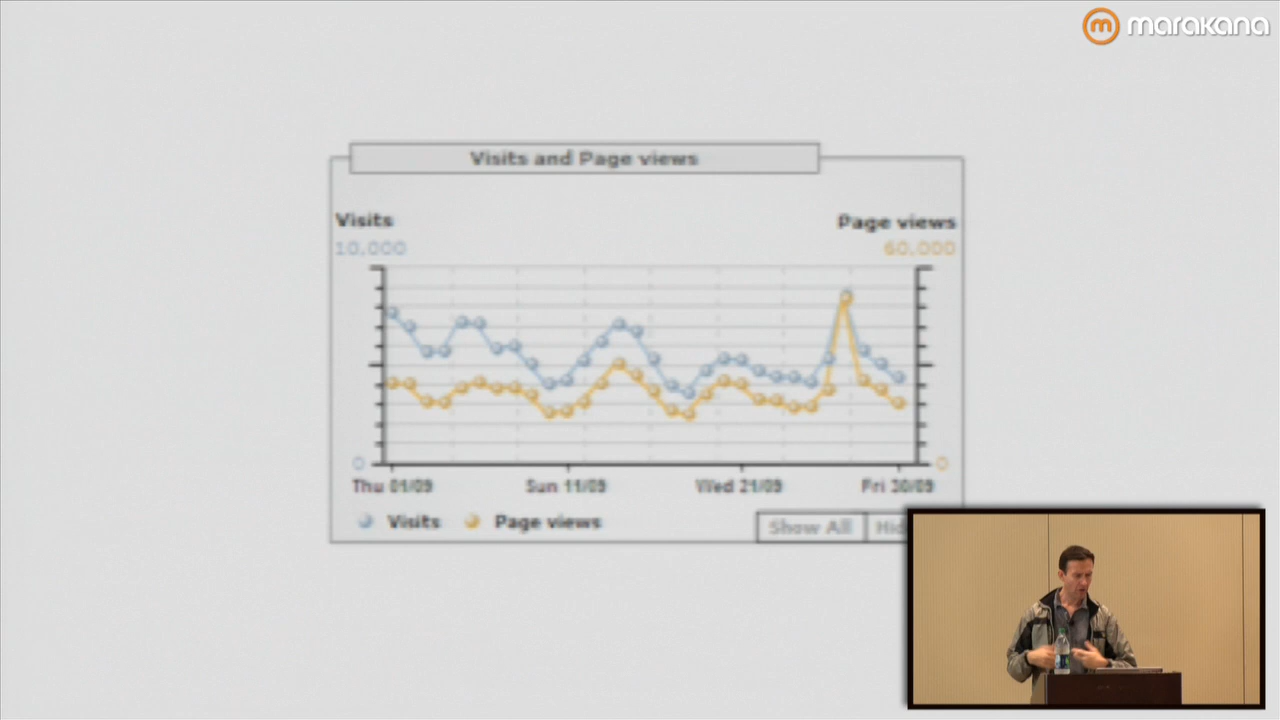 marakana
Visits and Page views
Visits
Page views
10,000
60,000
0
0
Thu 01/09
Sun 11/09
Wed 21/09
Fri 30/09
Visits
Page views
Show All